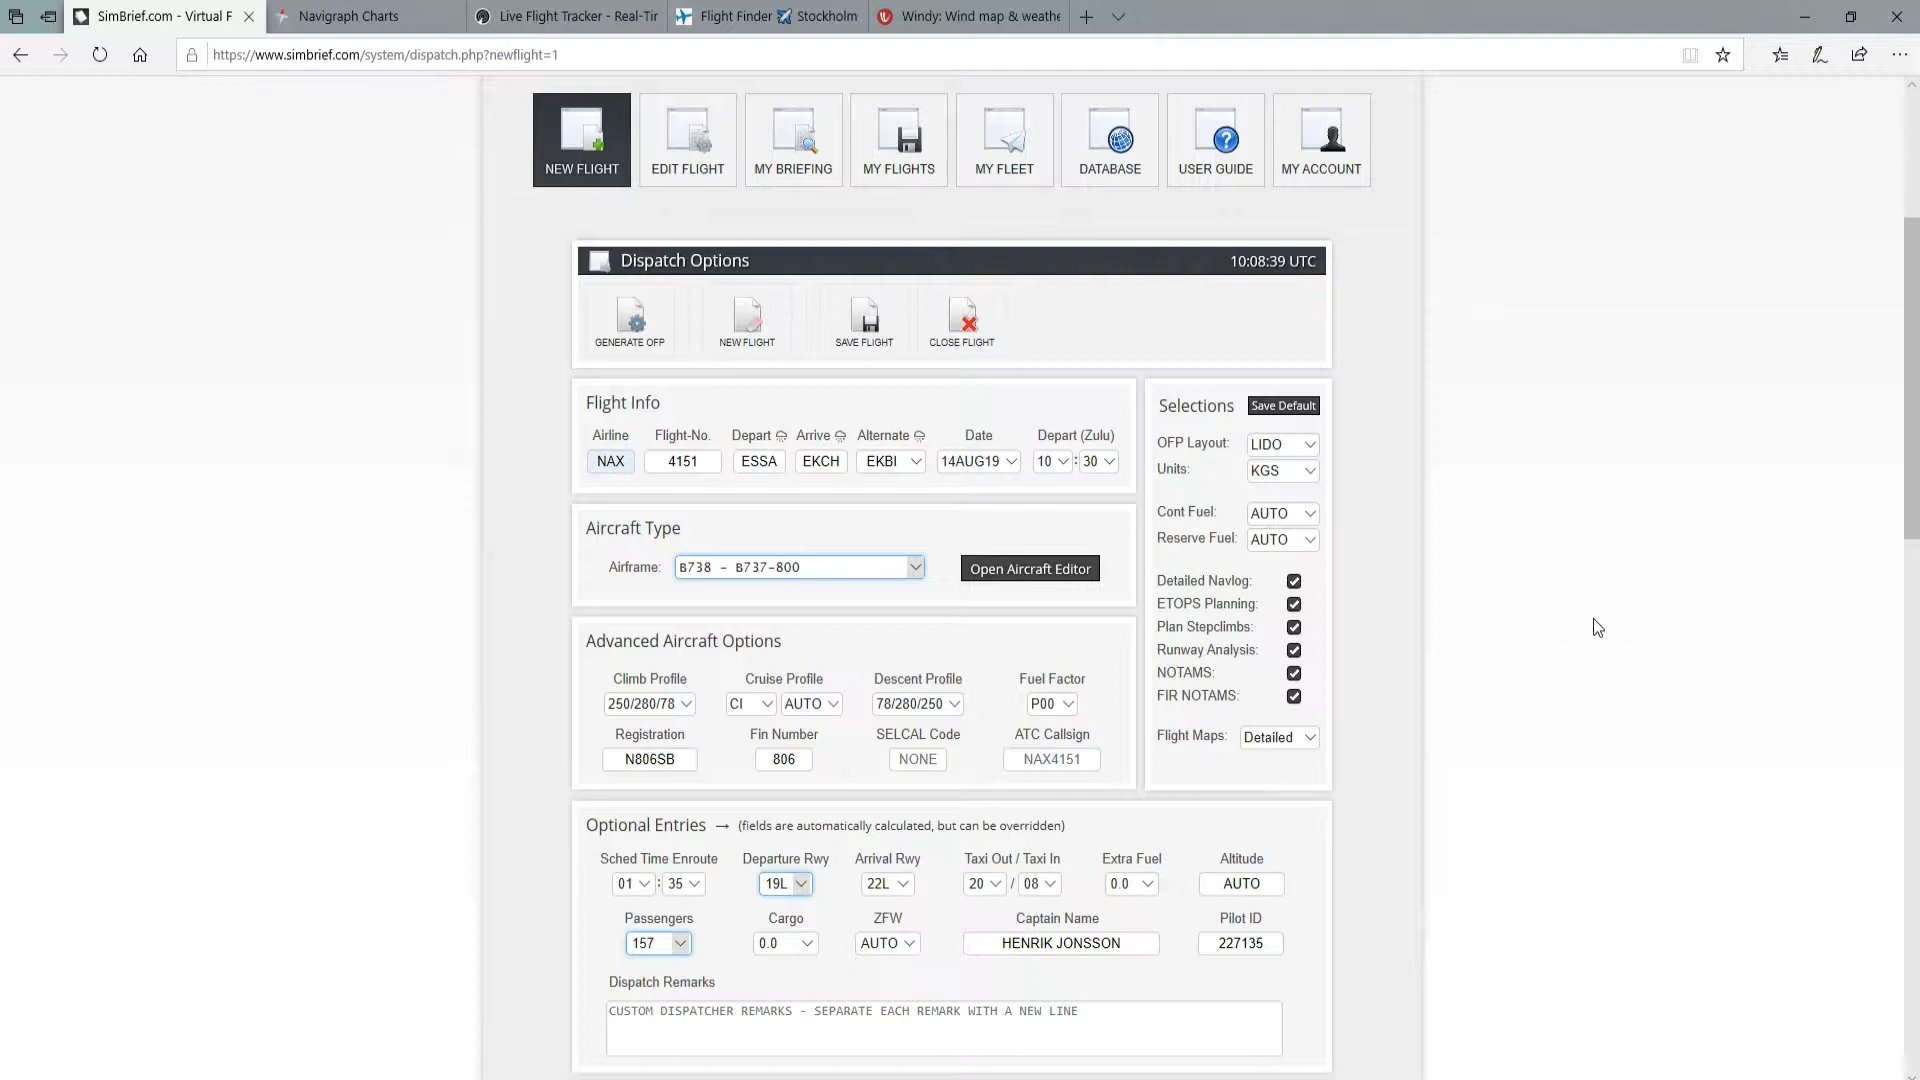 SimBrief.com - Virtual F
Navigraph Charts
Live Flight Tracker - Real-Tir
Flight Finder Stockholm
Windy: Wind map & weathe
https://www.simbrief.com/system/dispatch.php?newflight=1
NEW FLIGHT EDIT FLIGHT MY BRIEFING MY FLIGHTS MY FLEET DATABASE USER GUIDE MY ACCOUNT
Dispatch Options 10:08:39 UTC
GENERATE OFP NEW FLIGHT SAVE FLIGHT CLOSE FLIGHT
Flight Info
Airline Flight-No. Depart Arrive Alternate Date Depart (Zulu)
NAX 4151 ESSA EKCH EKBI 14AUG19 10 : 30
Aircraft Type
Airframe: B738 - B737-800 Open Aircraft Editor
Advanced Aircraft Options
Climb Profile Cruise Profile Descent Profile Fuel Factor
250/280/78 CI AUTO 78/280/250 P00
Registration Fin Number SELCAL Code ATC Callsign
N806SB 806 NONE NAX4151
Selections Save Default
OFP Layout: LIDO
Units: KGS
Cont Fuel: AUTO
Reserve Fuel: AUTO
Detailed Navlog:
ETOPS Planning:
Plan Stepclimbs:
Runway Analysis:
NOTAMS:
FIR NOTAMS:
Flight Maps: Detailed
Optional Entries → (fields are automatically calculated, but can be overridden)
Sched Time Enroute Departure Rwy Arrival Rwy Taxi Out / Taxi In Extra Fuel Altitude
01 : 35 19L 22L 20 / 08 0.0 AUTO
Passengers Cargo ZFW Captain Name Pilot ID
157 0.0 AUTO HENRIK JONSSON 227135
Dispatch Remarks
CUSTOM DISPATCHER REMARKS - SEPARATE EACH REMARK WITH A NEW LINE